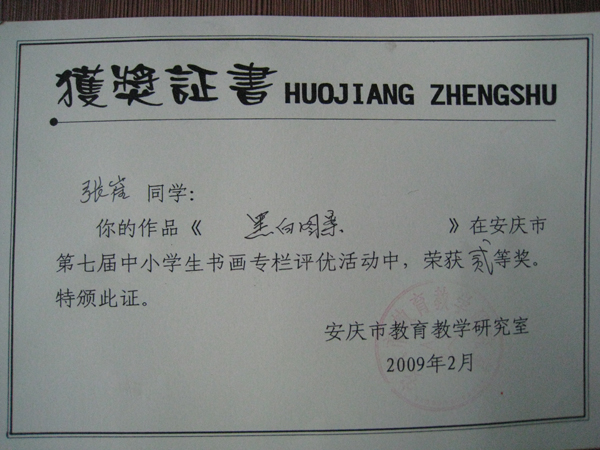 獲獎証書 HUOJIANG ZHENGSHU
张 同学:
你的作品《 黑白图案 》在安庆市
第七届中小学生书画专栏评优活动中，荣获贰等奖。
特颁此证。
安庆市教育教学研究室
2009年2月